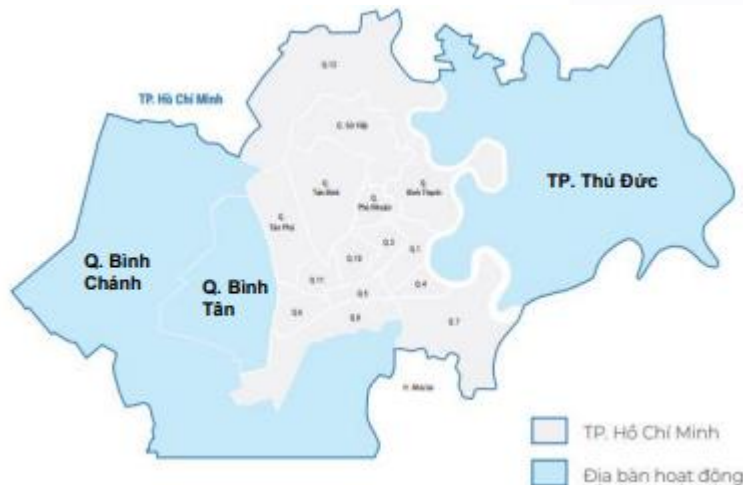 Q.12
TP. Hồ Chí Minh
Q. Gò Vấp
TP. Thủ Đức
Q.
Tân Bình
Q.
Bình Thạnh
Q.
Phú Nhuận
Q.
Tân Phú
Q.3
Q.1
Q. Bình
Chánh
Q.10
Q. Bình
Tân
Q.11
Q.4
Q.5
Q.6
Q.8
Q.7
TP. Hồ Chí Minh
Địa bàn hoạt động